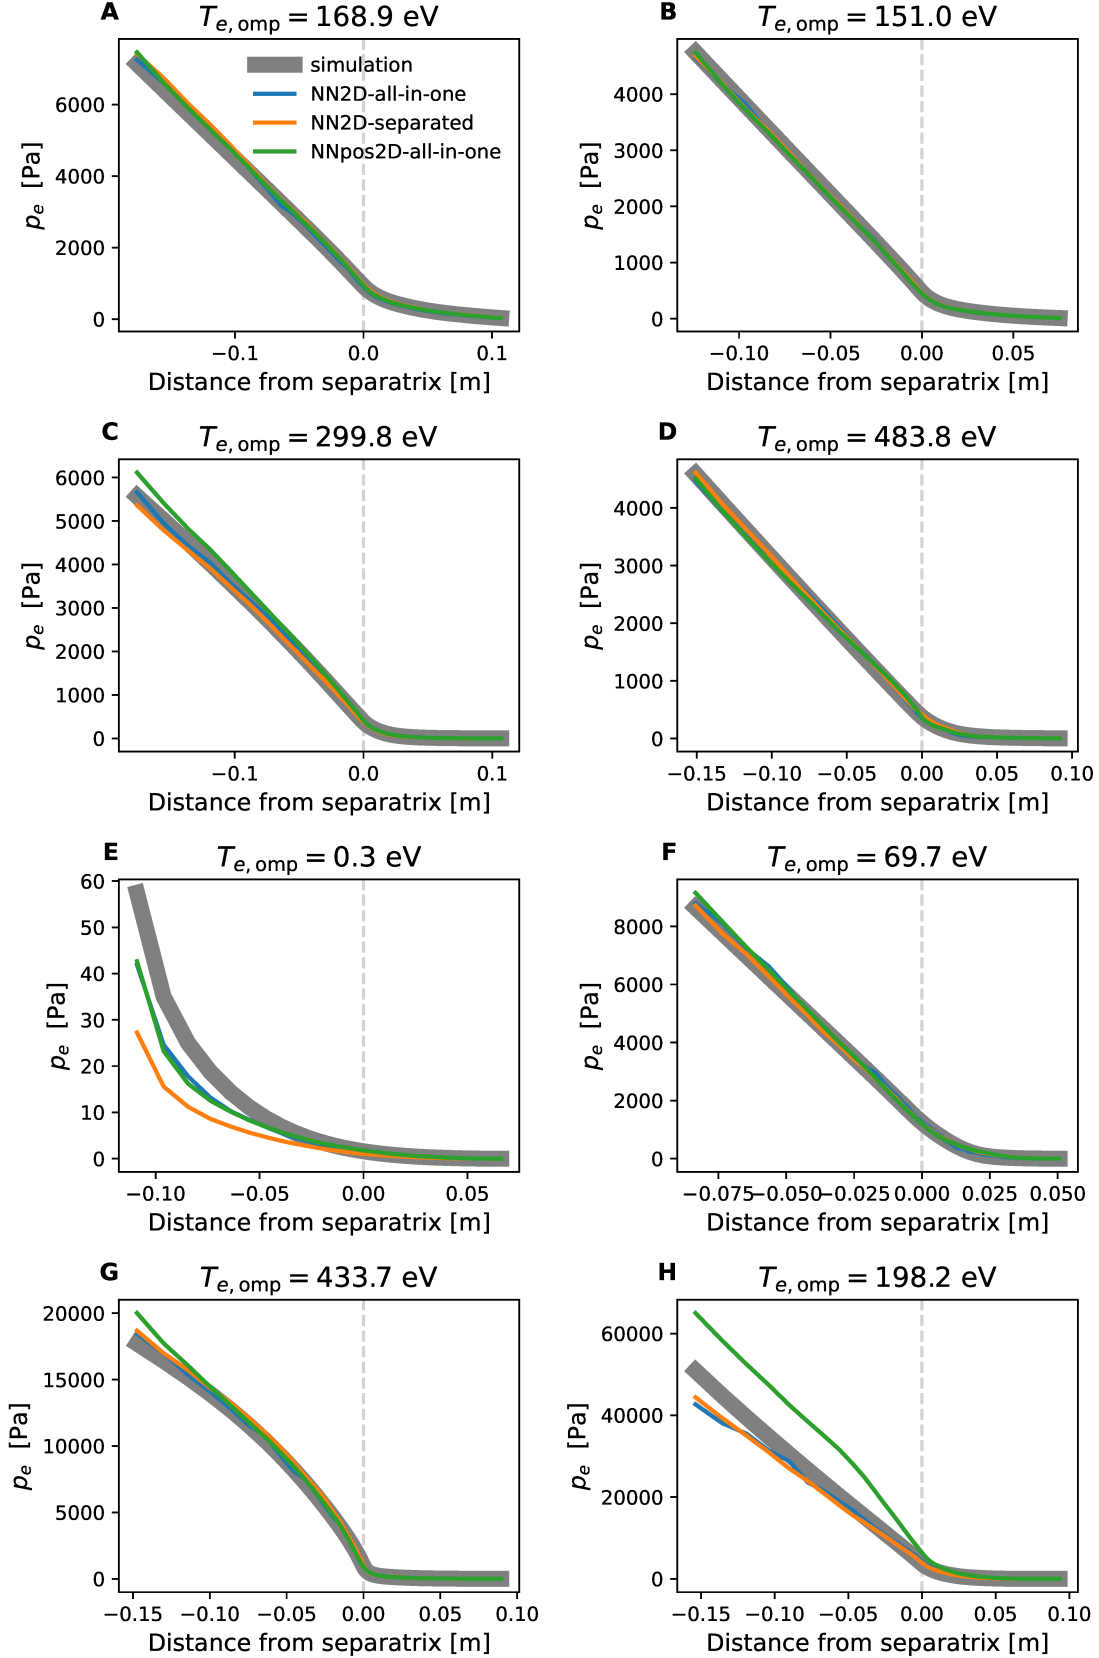 A
T_e, omp = 168.9 eV
simulation
NN2D-all-in-one
NN2D-separated
NNpos2D-all-in-one
6000
4000
2000
0
p_e [Pa]
−0.1 0.0 0.1
Distance from separatrix [m]
B
T_e, omp = 151.0 eV
4000
3000
2000
1000
0
p_e [Pa]
−0.10 −0.05 0.00 0.05
Distance from separatrix [m]
C
T_e, omp = 299.8 eV
6000
5000
4000
3000
2000
1000
0
p_e [Pa]
−0.1 0.0 0.1
Distance from separatrix [m]
D
T_e, omp = 483.8 eV
4000
3000
2000
1000
0
p_e [Pa]
−0.15 −0.10 −0.05 0.00 0.05 0.10
Distance from separatrix [m]
E
T_e, omp = 0.3 eV
60
50
40
30
20
10
0
p_e [Pa]
−0.10 −0.05 0.00 0.05
Distance from separatrix [m]
F
T_e, omp = 69.7 eV
8000
6000
4000
2000
0
p_e [Pa]
−0.075 −0.050 −0.025 0.000 0.025 0.050
Distance from separatrix [m]
G
T_e, omp = 433.7 eV
20000
15000
10000
5000
0
p_e [Pa]
−0.15 −0.10 −0.05 0.00 0.05 0.10
Distance from separatrix [m]
H
T_e, omp = 198.2 eV
60000
40000
20000
0
p_e [Pa]
−0.15 −0.10 −0.05 0.00 0.05 0.10
Distance from separatrix [m]